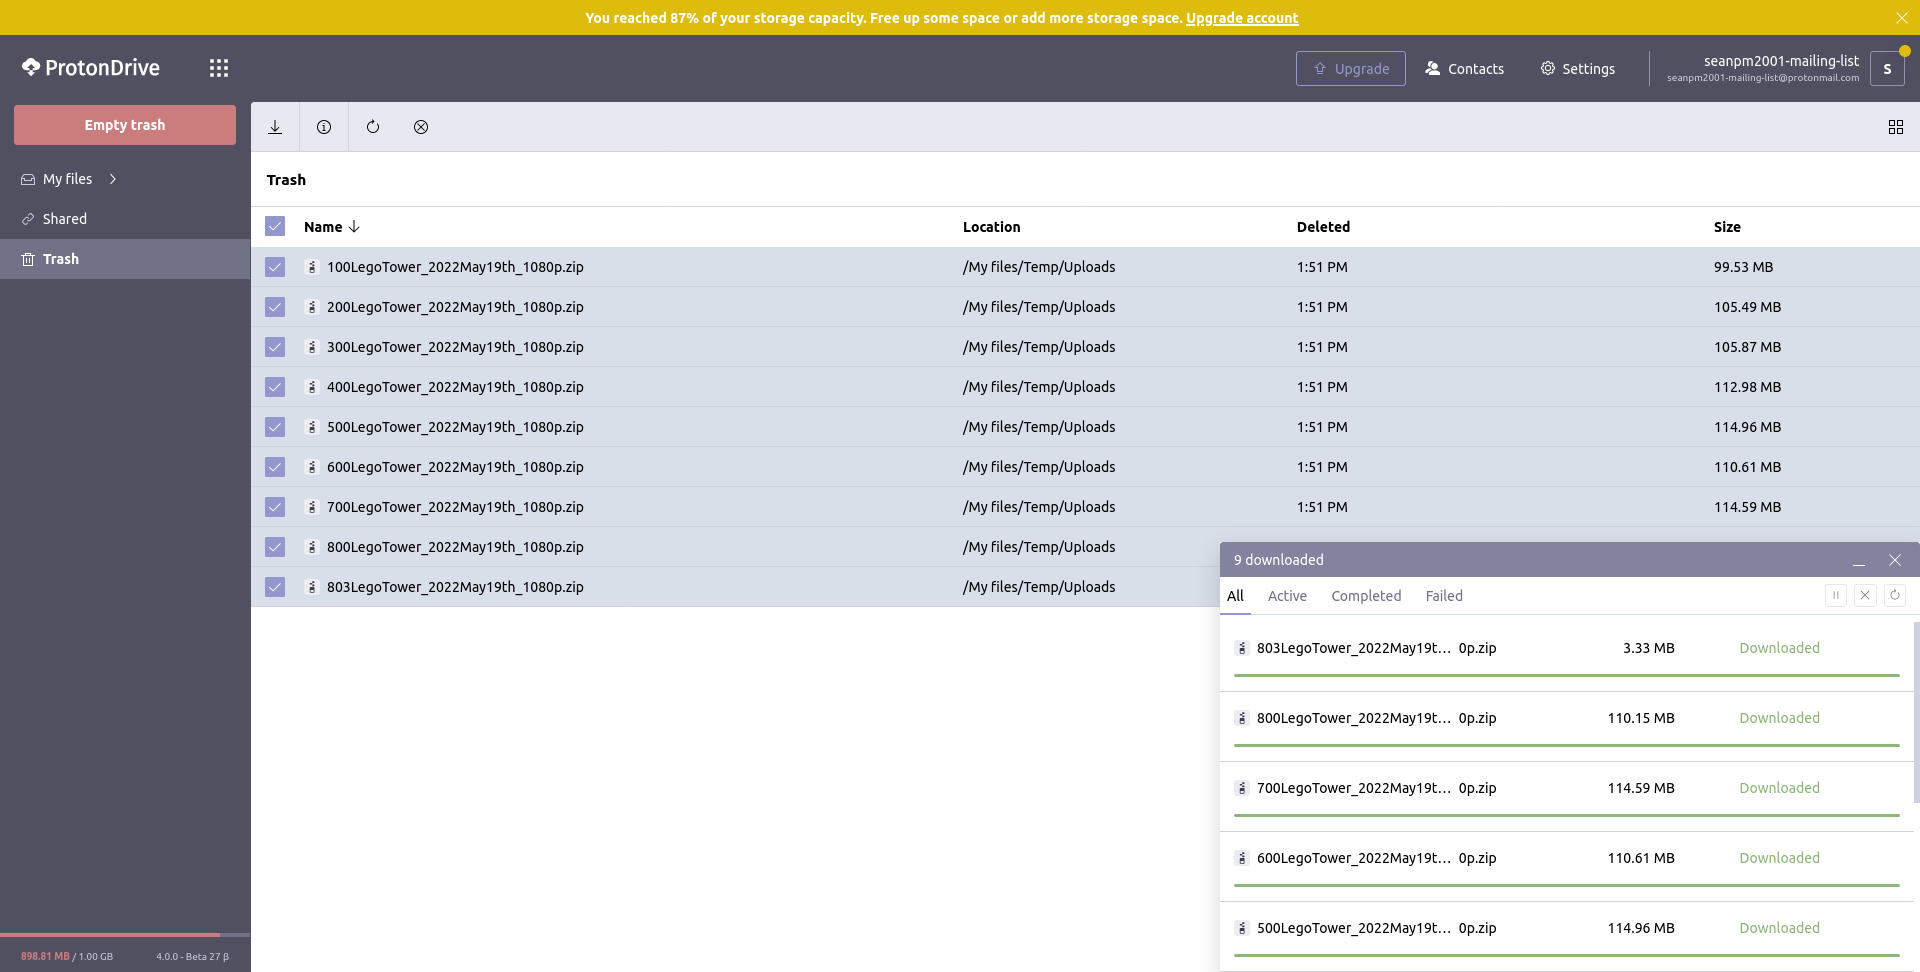 You reached 87% of your storage capacity. Free up some space or add more storage space. Upgrade account
ProtonDrive
Upgrade
Contacts
Settings
seanpm2001-mailing-list
seanpm2001-mailing-list@protonmail.com
S
Empty trash
My files
Shared
Trash
898.81 MB / 1.00 GB
4.0.0 - Beta 27 β
Trash
Name Location Deleted Size
100LegoTower_2022May19th_1080p.zip /My files/Temp/Uploads 1:51 PM 99.53 MB
200LegoTower_2022May19th_1080p.zip /My files/Temp/Uploads 1:51 PM 105.49 MB
300LegoTower_2022May19th_1080p.zip /My files/Temp/Uploads 1:51 PM 105.87 MB
400LegoTower_2022May19th_1080p.zip /My files/Temp/Uploads 1:51 PM 112.98 MB
500LegoTower_2022May19th_1080p.zip /My files/Temp/Uploads 1:51 PM 114.96 MB
600LegoTower_2022May19th_1080p.zip /My files/Temp/Uploads 1:51 PM 110.61 MB
700LegoTower_2022May19th_1080p.zip /My files/Temp/Uploads 1:51 PM 114.59 MB
800LegoTower_2022May19th_1080p.zip /My files/Temp/Uploads
803LegoTower_2022May19th_1080p.zip /My files/Temp/Uploads
9 downloaded
All Active Completed Failed
803LegoTower_2022May19t... 0p.zip 3.33 MB Downloaded
800LegoTower_2022May19t... 0p.zip 110.15 MB Downloaded
700LegoTower_2022May19t... 0p.zip 114.59 MB Downloaded
600LegoTower_2022May19t... 0p.zip 110.61 MB Downloaded
500LegoTower_2022May19t... 0p.zip 114.96 MB Downloaded